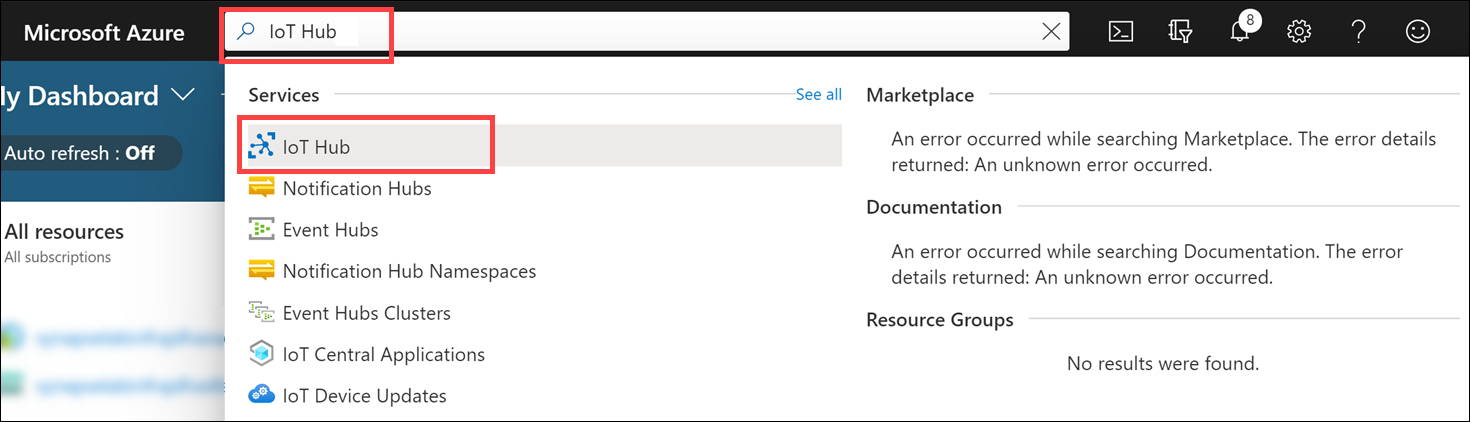 Microsoft Azure
IoT Hub
8
y Dashboard
Auto refresh : Off
All resources
All subscriptions
Services
See all
IoT Hub
Notification Hubs
Event Hubs
Notification Hub Namespaces
Event Hubs Clusters
IoT Central Applications
IoT Device Updates
Marketplace
An error occurred while searching Marketplace. The error details
returned: An unknown error occurred.
Documentation
An error occurred while searching Documentation. The error
details returned: An unknown error occurred.
Resource Groups
No results were found.